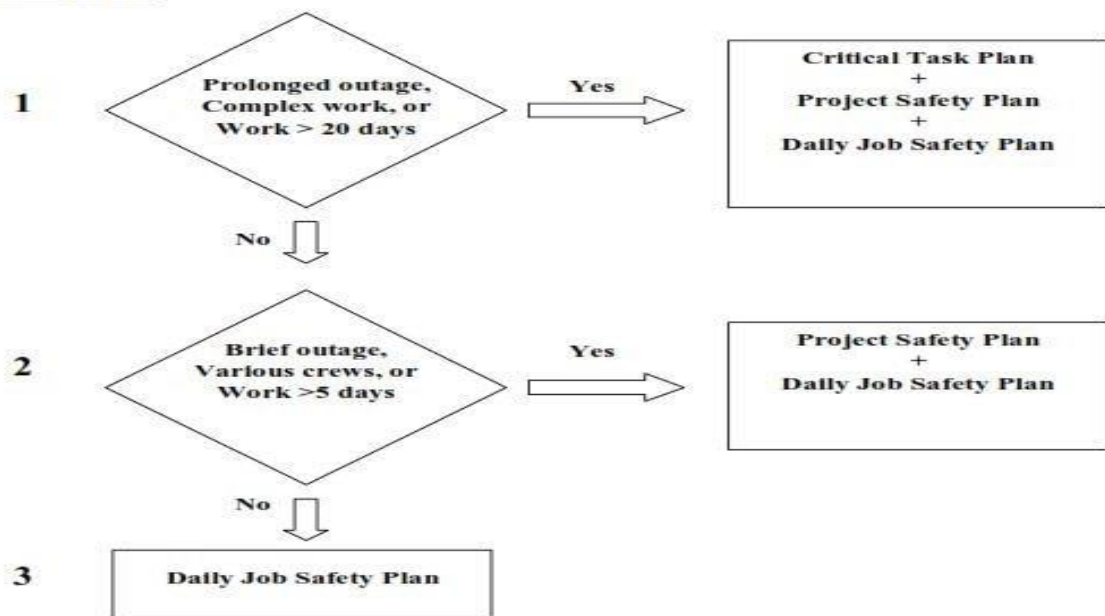 1
Prolonged outage,
Complex work, or
Work > 20 days
Yes
Critical Task Plan
+
Project Safety Plan
+
Daily Job Safety Plan
No
2
Brief outage,
Various crews, or
Work >5 days
Yes
Project Safety Plan
+
Daily Job Safety Plan
No
3
Daily Job Safety Plan